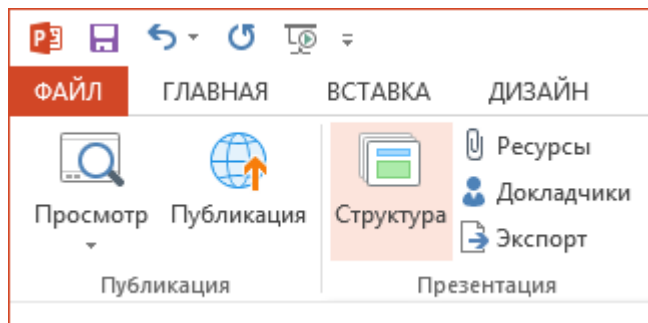 ФАЙЛ ГЛАВНАЯ ВСТАВКА ДИЗАЙН
Просмотр
Публикация
Публикация
Структура
Ресурсы
Докладчики
Экспорт
Презентация